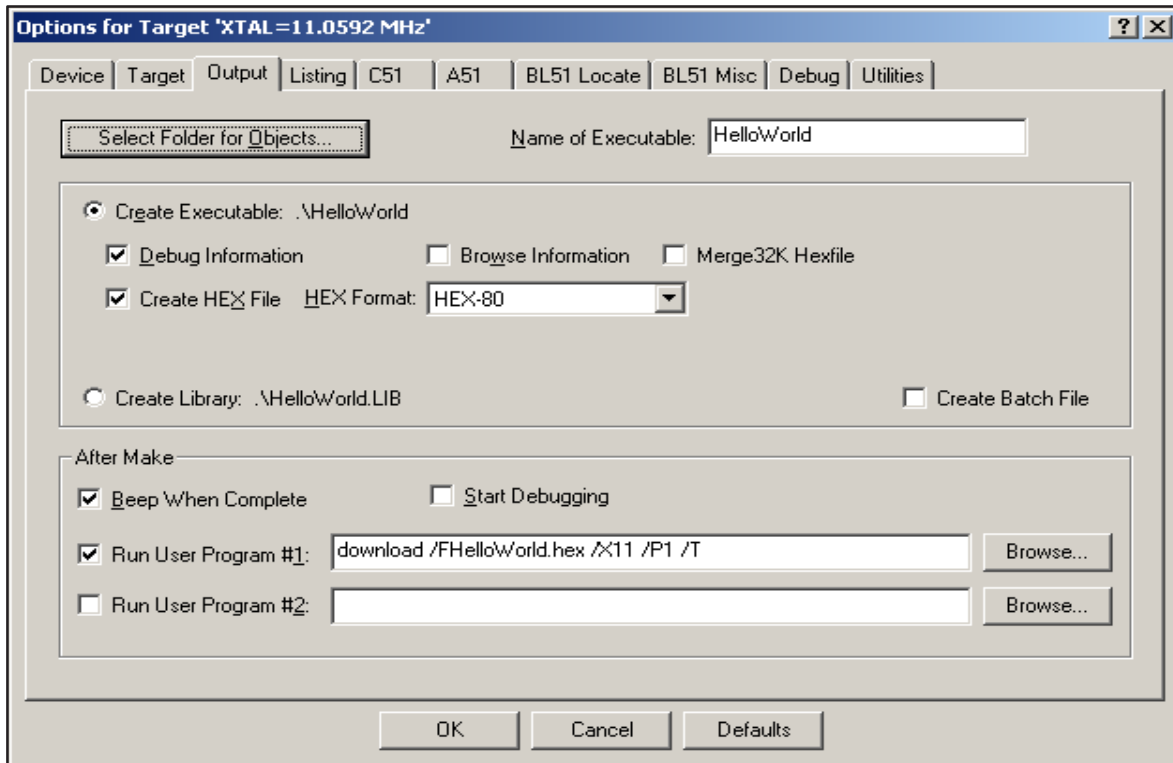 Options for Target 'XTAL=11.0592 MHz'
Device Target Output Listing C51 A51 BL51 Locate BL51 Misc Debug Utilities
Select Folder for Objects... Name of Executable: HelloWorld
Create Executable: .\HelloWorld
Debug Information Browse Information Merge32K Hexfile
Create HEX File HEX Format: HEX-80
Create Library: .\HelloWorld.LIB Create Batch File
After Make
Beep When Complete Start Debugging
Run User Program #1: download /FHelloWorld.hex /X11 /P1 /T Browse...
Run User Program #2: Browse...
OK Cancel Defaults